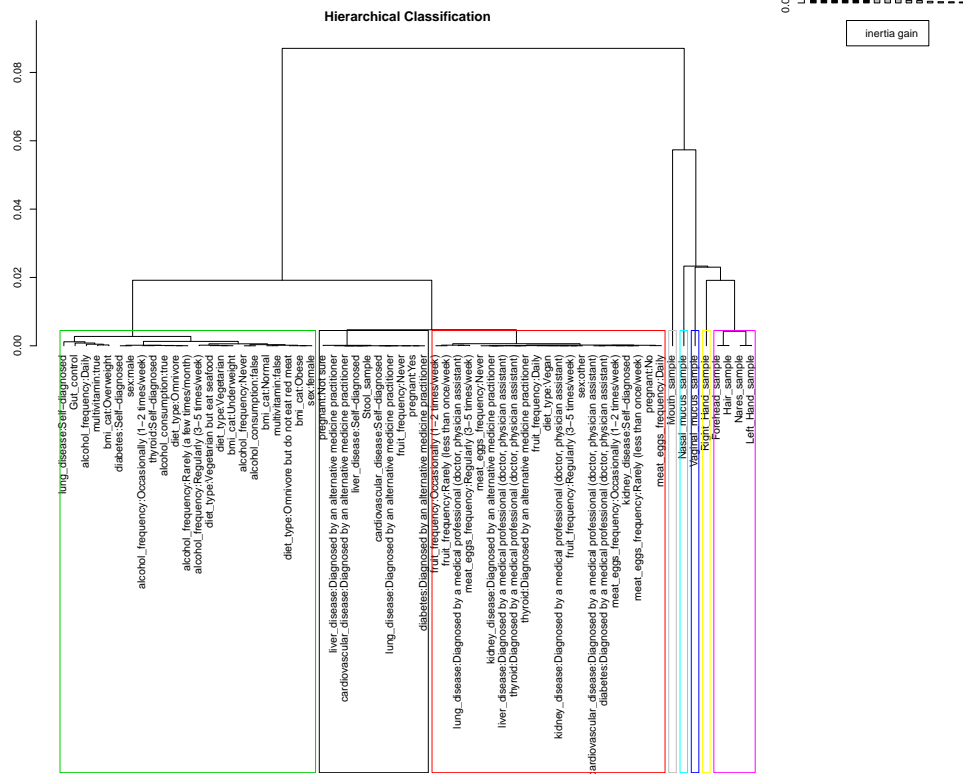 Hierarchical Classification
0.0
inertia gain
0.08
0.06
0.04
0.02
0.00
lung_disease:Self-diagnosed
Gut_control
alcohol_frequency:Daily
multivitamin:true
bmi_cat:Overweight
diabetes:Self-diagnosed
sex:male
alcohol_frequency:Occasionally (1-2 times/week)
thyroid:Self-diagnosed
alcohol_consumption:true
diet_type:Omnivore
alcohol_frequency:Rarely (a few times/month)
alcohol_frequency:Regularly (3-5 times/week)
diet_type:Vegetarian but eat seafood
diet_type:Vegetarian
bmi_cat:Underweight
alcohol_frequency:Never
alcohol_consumption:false
bmi_cat:Normal
multivitamin:false
diet_type:Omnivore but do not eat red meat
bmi_cat:Obese
sex:female
pregnant:Not sure
liver_disease:Diagnosed by an alternative medicine practitioner
cardiovascular_disease:Diagnosed by an alternative medicine practitioner
liver_disease:Self-diagnosed
Stool_sample
cardiovascular_disease:Self-diagnosed
lung_disease:Diagnosed by an alternative medicine practitioner
fruit_frequency:Never
pregnant:Yes
diabetes:Diagnosed by an alternative medicine practitioner
fruit_frequency:Occasionally (1-2 times/week)
fruit_frequency:Rarely (less than once/week)
lung_disease:Diagnosed by a medical professional (doctor, physician assistant)
meat_eggs_frequency:Regularly (3-5 times/week)
meat_eggs_frequency:Never
kidney_disease:Diagnosed by an alternative medicine practitioner
liver_disease:Diagnosed by a medical professional (doctor, physician assistant)
thyroid:Diagnosed by a medical professional (doctor, physician assistant)
thyroid:Diagnosed by an alternative medicine practitioner
fruit_frequency:Daily
diet_type:Vegan
kidney_disease:Diagnosed by a medical professional (doctor, physician assistant)
fruit_frequency:Regularly (3-5 times/week)
sex:other
cardiovascular_disease:Diagnosed by a medical professional (doctor, physician assistant)
diabetes:Diagnosed by a medical professional (doctor, physician assistant)
meat_eggs_frequency:Occasionally (1-2 times/week)
kidney_disease:Self-diagnosed
meat_eggs_frequency:Rarely (less than once/week)
pregnant:No
meat_eggs_frequency:Daily
Mouth_sample
Nasal_mucus_sample
Vaginal_mucus_sample
Right_Hand_sample
Forehead_sample
Hair_sample
Nares_sample
Left_Hand_sample